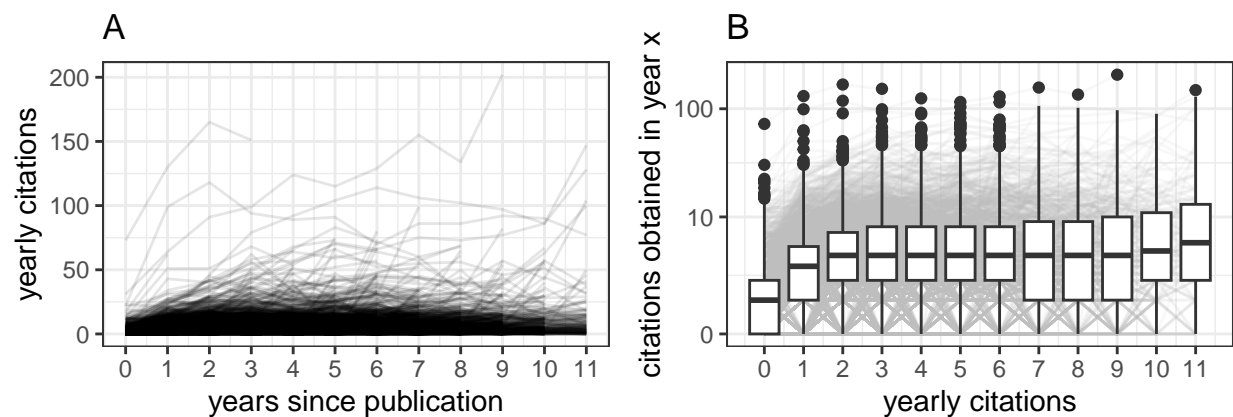 A
yearly citations
200
150
100
50
0
0 1 2 3 4 5 6 7 8 9 10 11
years since publication
B
citations obtained in year x
100
10
0
0 1 2 3 4 5 6 7 8 9 10 11
yearly citations